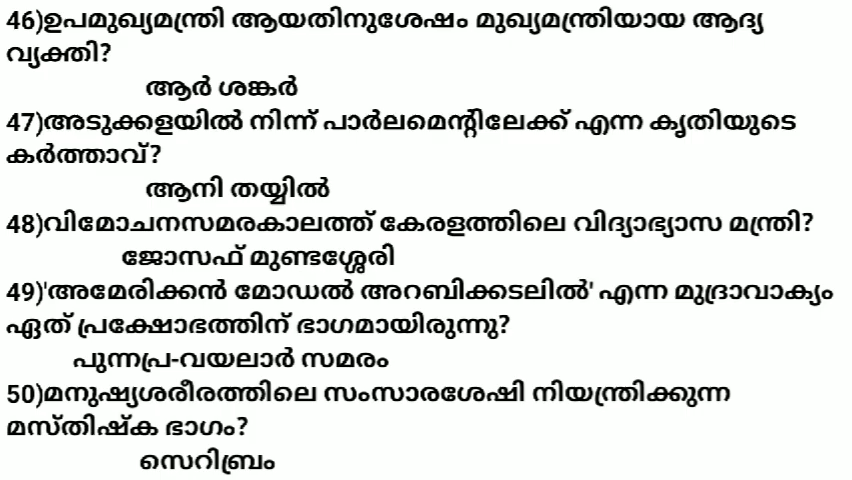 46)ഉപമുഖ്യമന്ത്രി ആയതിനുശേഷം മുഖ്യമന്ത്രിയായ ആദ്യ
വ്യക്തി?
ആർ ശങ്കർ
47)അടുക്കളയിൽ നിന്ന് പാർലമെന്റിലേക്ക് എന്ന കൃതിയുടെ
കർത്താവ്?
ആനി തയ്യിൽ
48)വിമോചനസമരകാലത്ത് കേരളത്തിലെ വിദ്യാഭ്യാസ മന്ത്രി?
ജോസഫ് മുണ്ടശ്ശേരി
49)'അമേരിക്കൻ മോഡൽ അറബിക്കടലിൽ' എന്ന മുദ്രാവാക്യം
ഏത് പ്രക്ഷോഭത്തിന് ഭാഗമായിരുന്നു?
പുന്നപ്ര-വയലാർ സമരം
50)മനുഷ്യശരീരത്തിലെ സംസാരശേഷി നിയന്ത്രിക്കുന്ന
മസ്തിഷ്ക ഭാഗം?
സെറിബ്രം